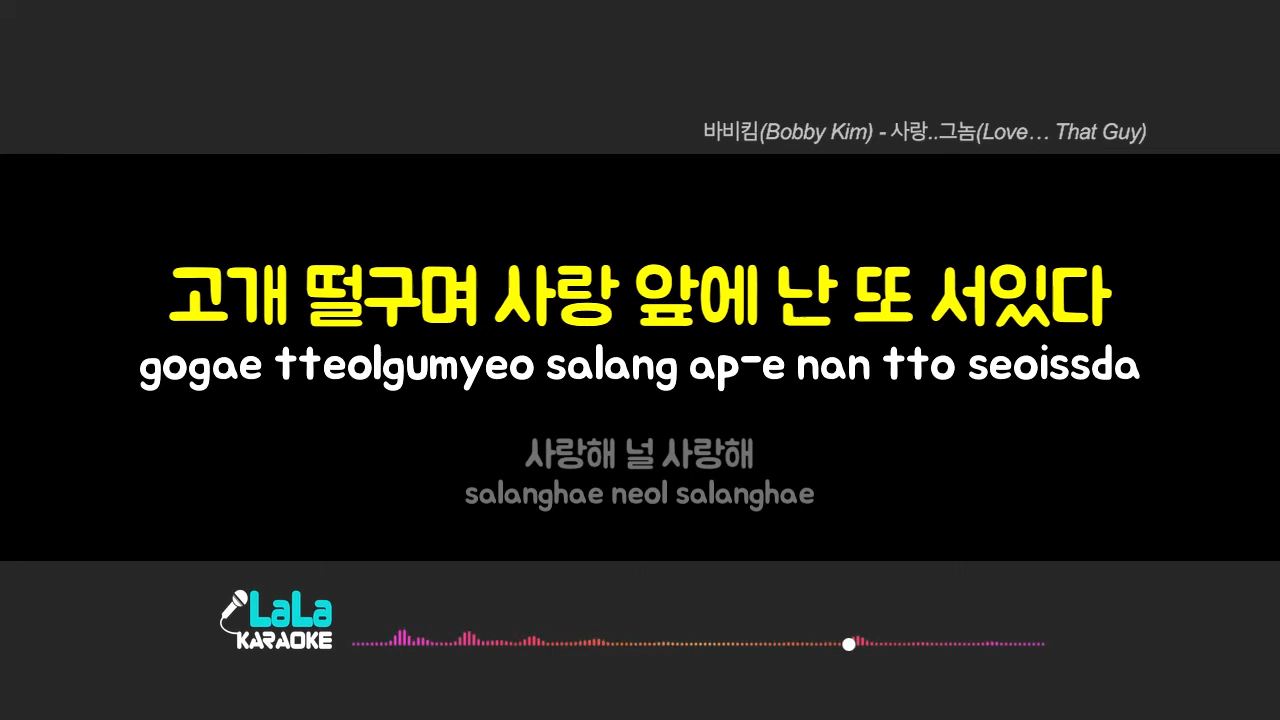 바비킴(Bobby Kim) - 사랑..그놈(Love... That Guy)
고개 떨구며 사랑 앞에 난 또 서있다
gogae tteolgumyeo salang ap-e nan tto seoissda
사랑해 널 사랑해
salanghae neol salanghae
LaLa
KARAOKE